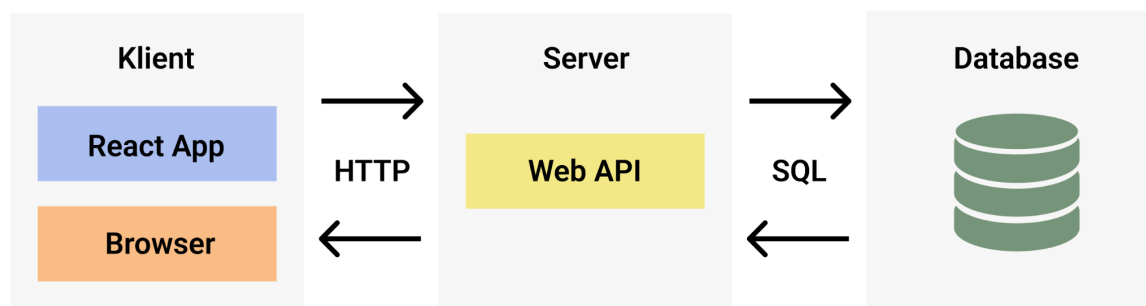 Klient
React App
Browser
HTTP
Server
Web API
SQL
Database